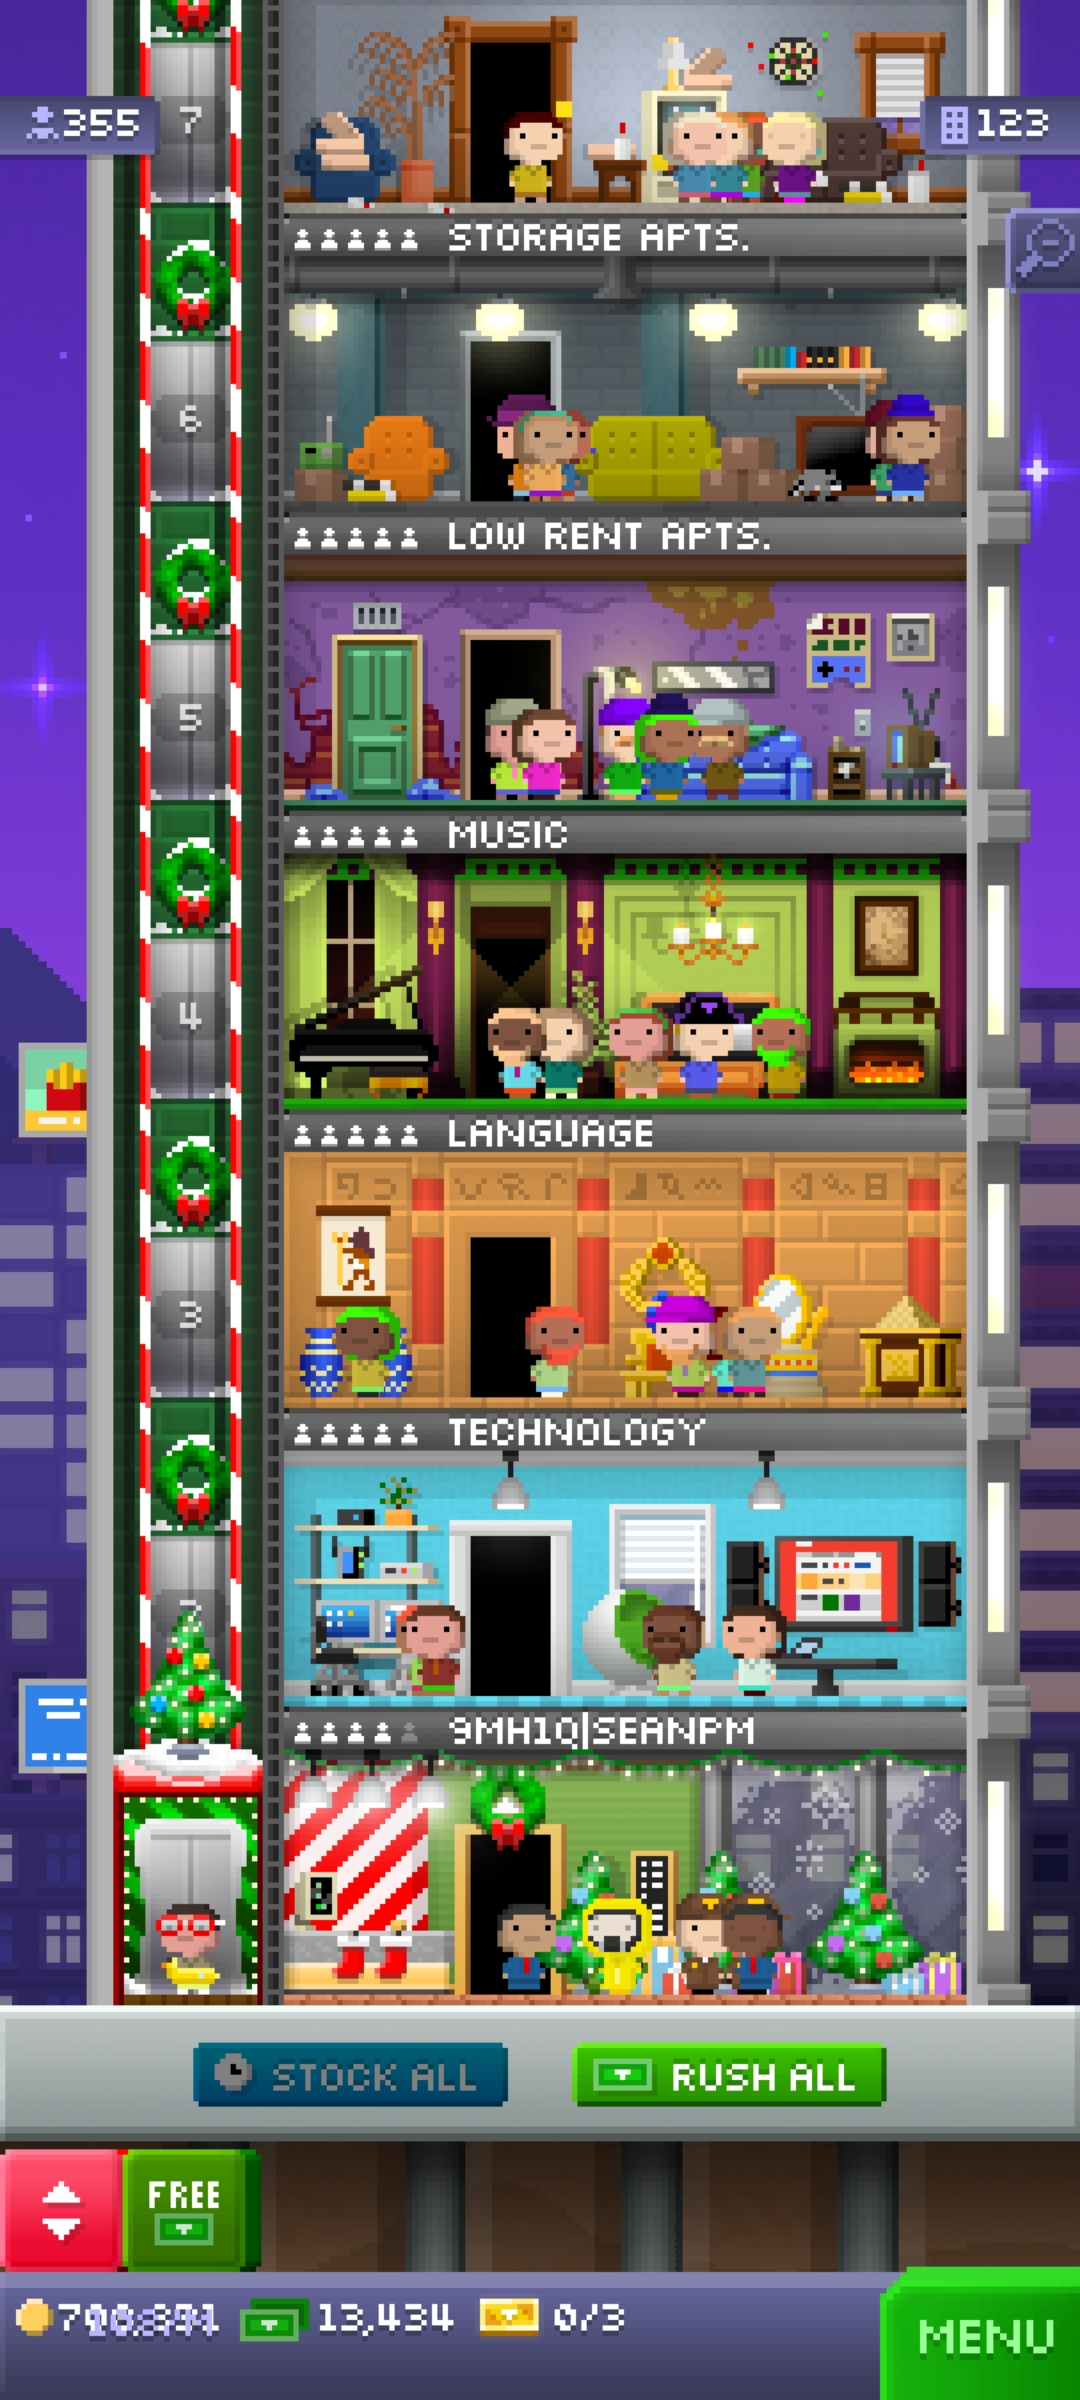 7
355
123
STORAGE APTS.
6
LOW RENT APTS.
5
MUSIC
4
LANGUAGE
3
TECHNOLOGY
9MH1Q|SEANPM
STOCK ALL
RUSH ALL
FREE
13,434
0/3
MENU